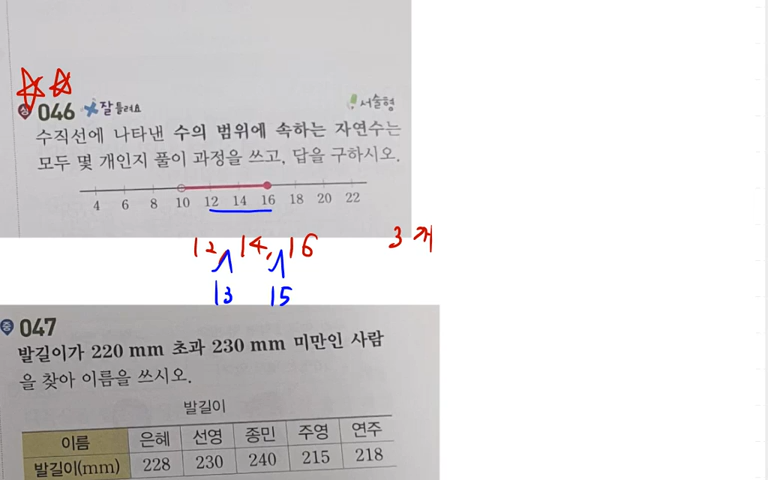 상 046 잘 틀려요 서술형
수직선에 나타낸 수의 범위에 속하는 자연수는
모두 몇 개인지 풀이 과정을 쓰고, 답을 구하시오.
4 6 8 10 12 14 16 18 20 22
12, 14, 16 3개
13 15
중 047
발길이가 220 mm 초과 230 mm 미만인 사람
을 찾아 이름을 쓰시오.
발길이
이름 은혜 선영 종민 주영 연주
발길이(mm) 228 230 240 215 218